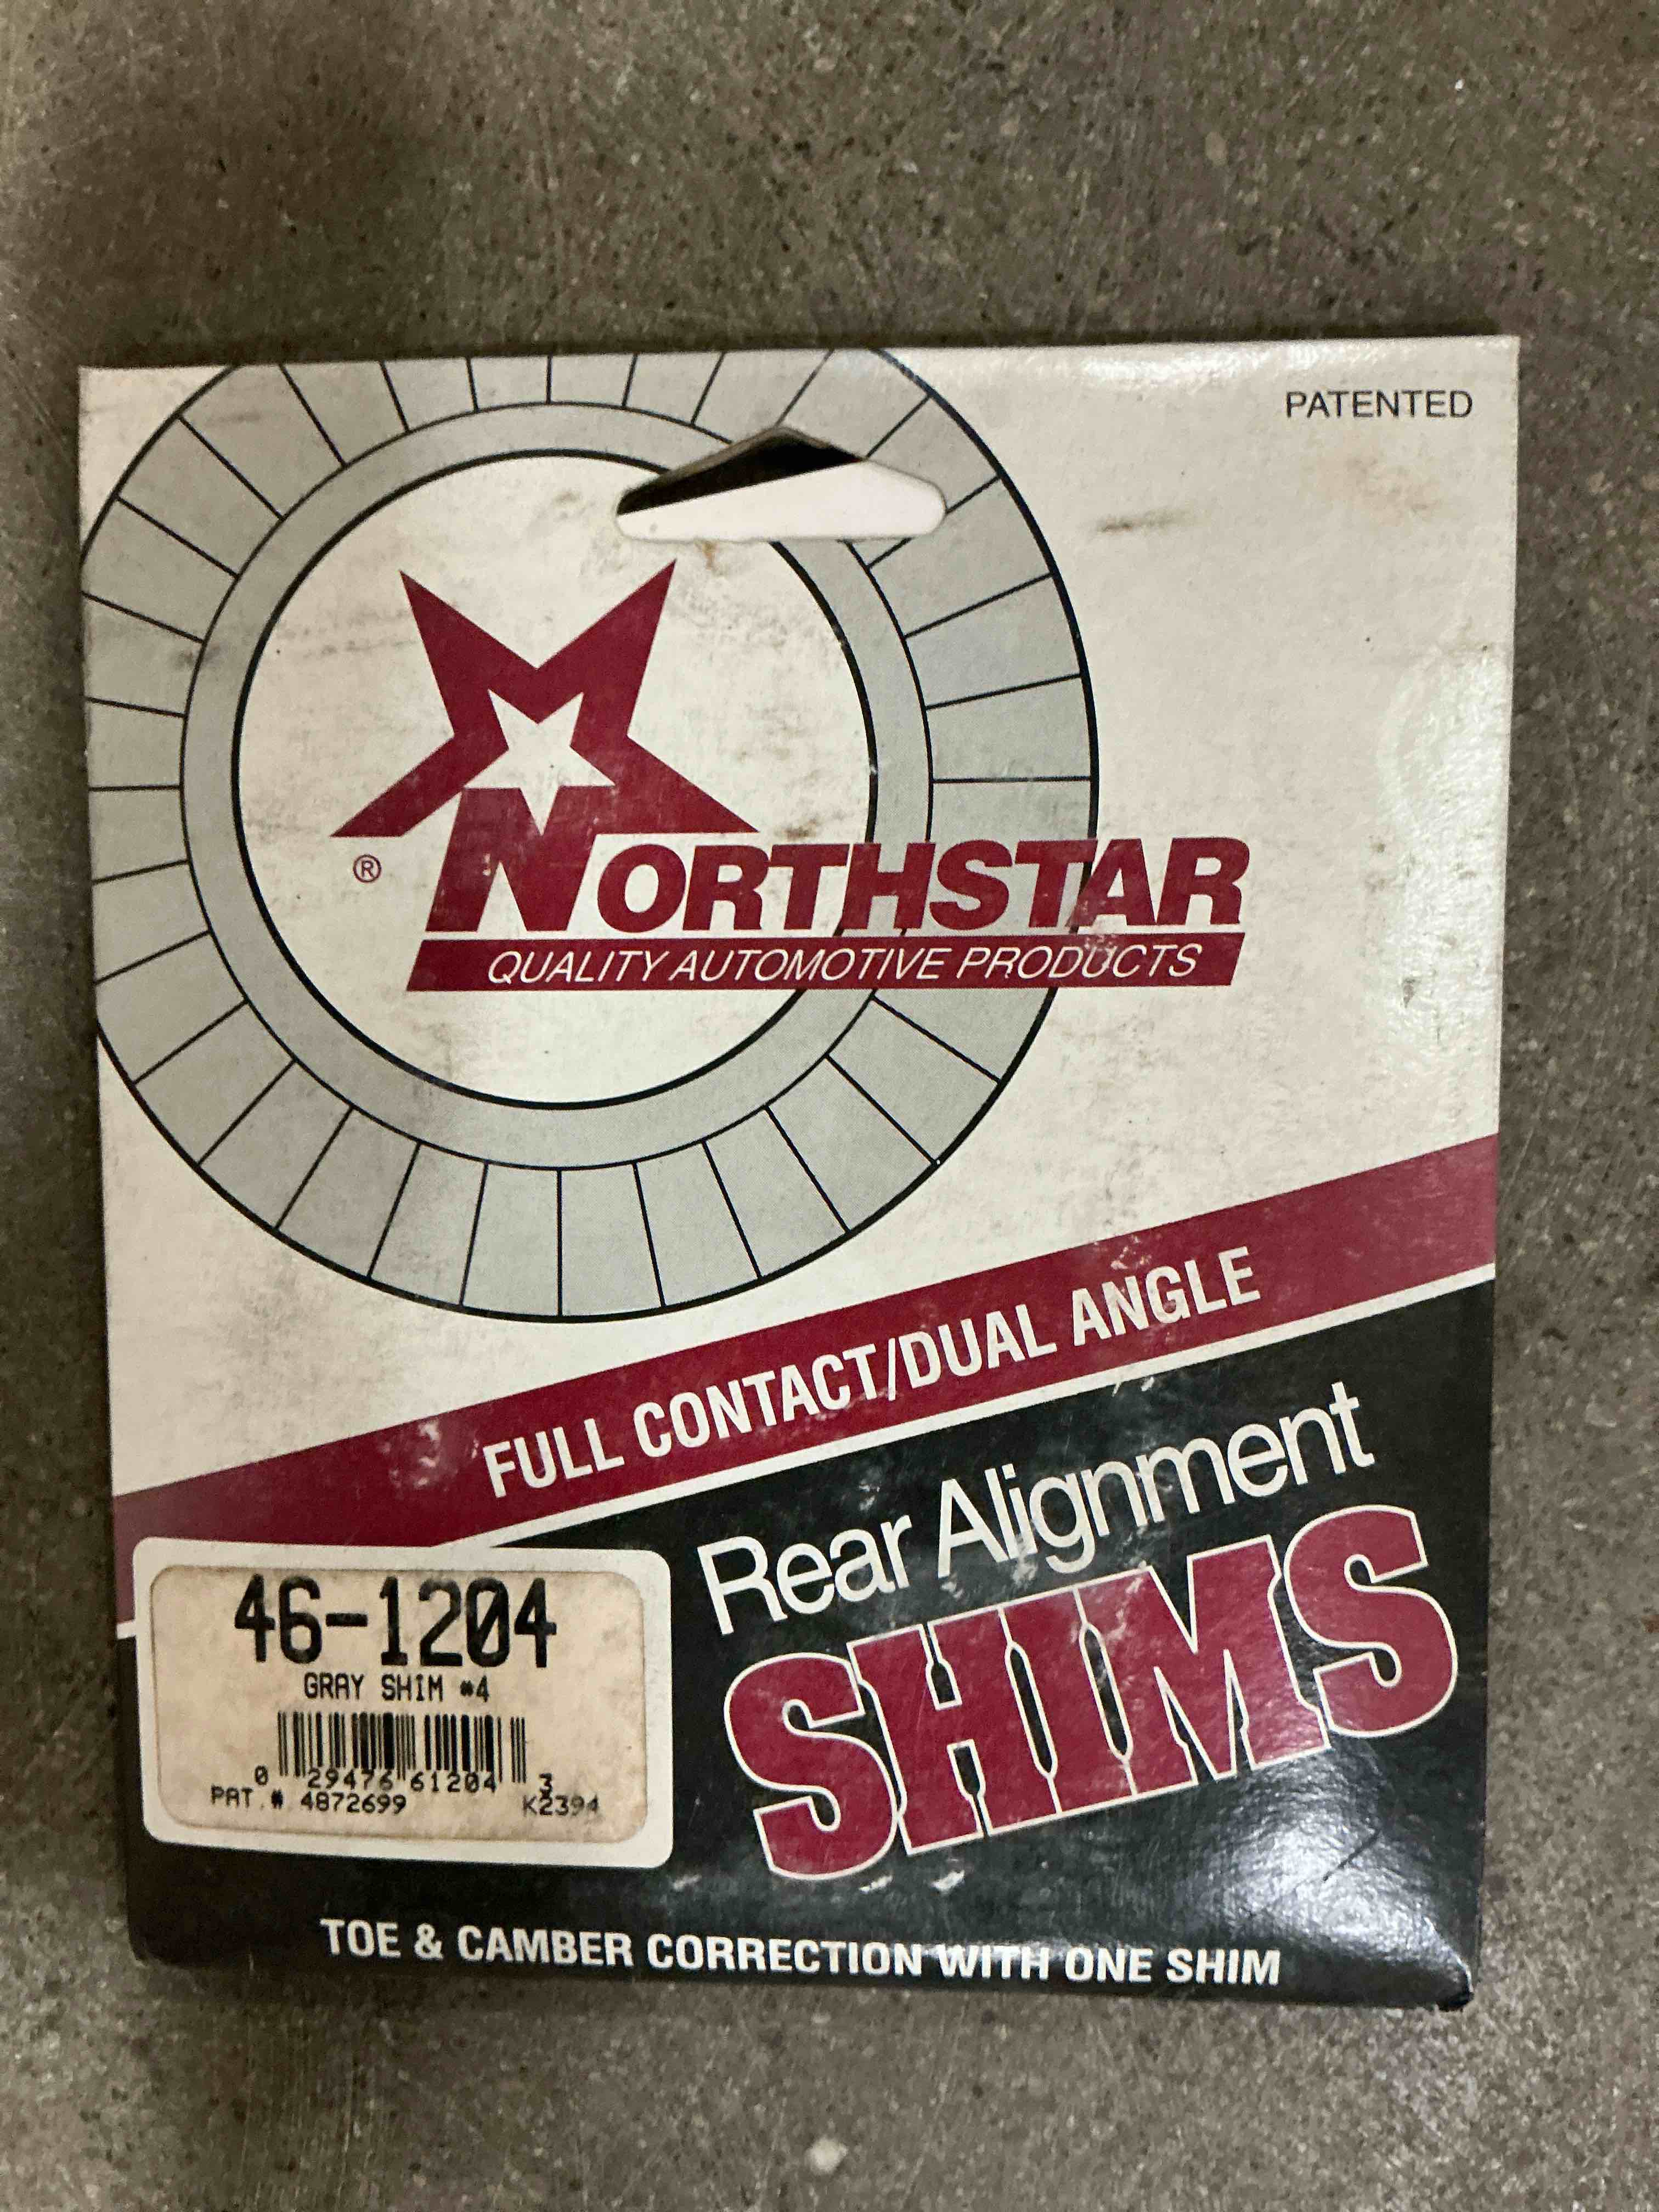 PATENTED
®
NORTHSTAR
QUALITY AUTOMOTIVE PRODUCTS
FULL CONTACT/DUAL ANGLE
Rear Alignment
SHIMS
46-1204
GRAY SHIM #4
0 29476 61204 3
PAT. # 4872699 K2394
TOE & CAMBER CORRECTION WITH ONE SHIM